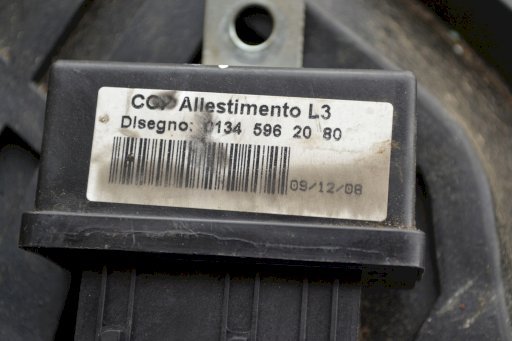 Allestimento L3
Disegno: 0134 596 20 80
09/12/08